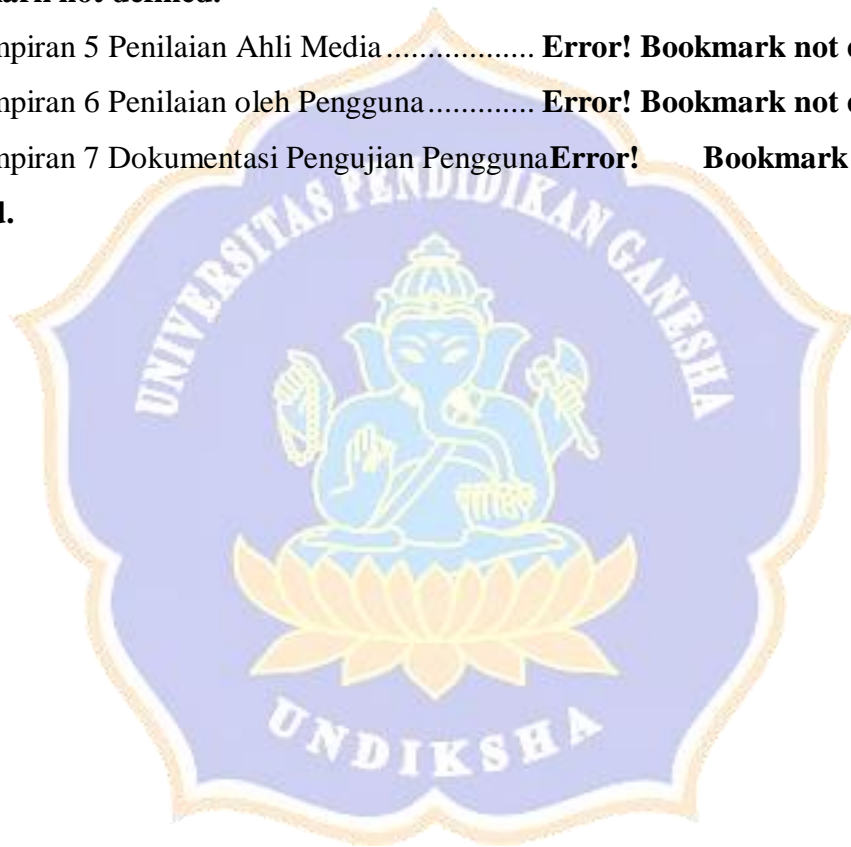 not defined.
mpiran 5 Penilaian Ahli Media................. Error! Bookmark not
mpiran 6 Penilaian oleh Pengguna............. Error! Bookmark not
mpiran 7 Dokumentasi Pengujian PenggunaError! Bookmark
UNIVERSITAS PENDIDIKAN GANESHA
UNDIKSHA